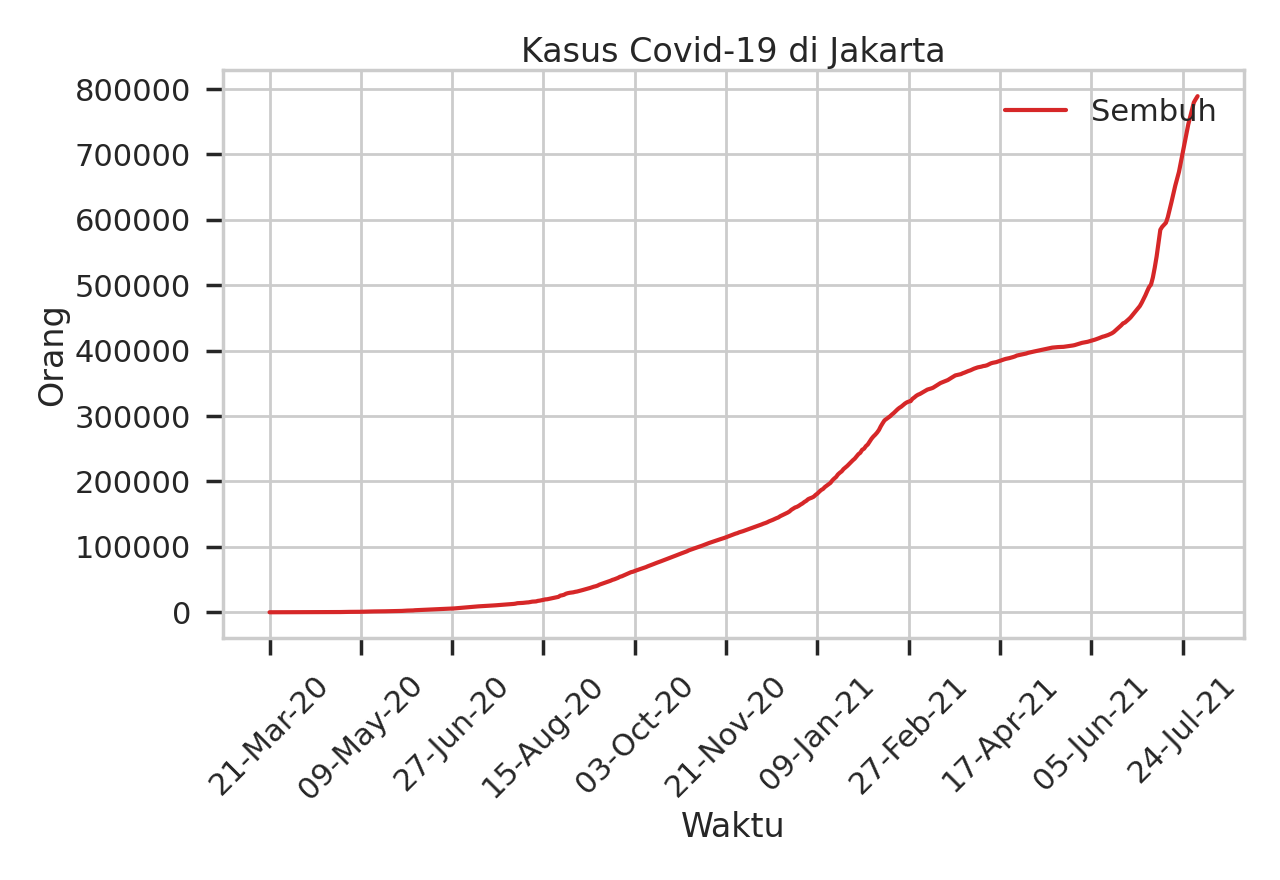 Kasus Covid-19 di Jakarta
Sembuh
800000
700000
600000
500000
400000
300000
200000
100000
0
Orang
21-Mar-20
09-May-20
27-Jun-20
15-Aug-20
03-Oct-20
21-Nov-20
09-Jan-21
27-Feb-21
17-Apr-21
05-Jun-21
24-Jul-21
Waktu